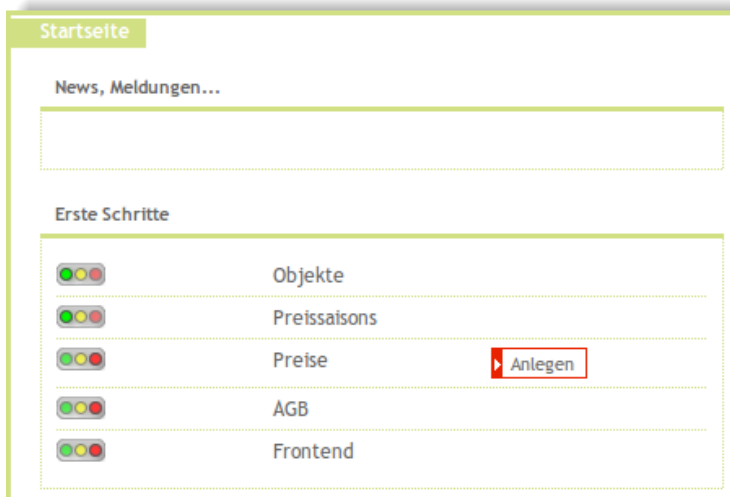 Startseite
News, Meldungen...
Erste Schritte
Objekte
Preissaisons
Preise Anlegen
AGB
Frontend